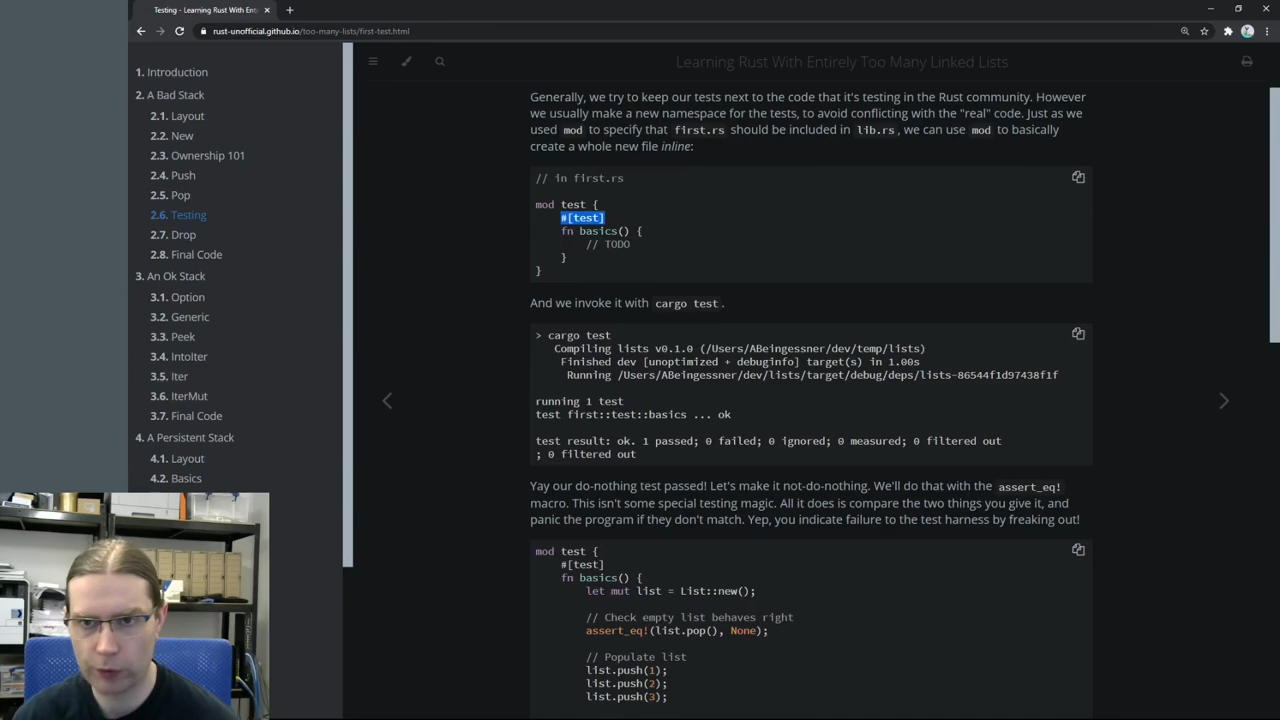 Testing - Learning Rust With Enti
rust-unofficial.github.io/too-many-lists/first-test.html
1. Introduction
2. A Bad Stack
2.1. Layout
2.2. New
2.3. Ownership 101
2.4. Push
2.5. Pop
2.6. Testing
2.7. Drop
2.8. Final Code
3. An Ok Stack
3.1. Option
3.2. Generic
3.3. Peek
3.4. IntoIter
3.5. Iter
3.6. IterMut
3.7. Final Code
4. A Persistent Stack
4.1. Layout
4.2. Basics
Learning Rust With Entirely Too Many Linked Lists
Generally, we try to keep our tests next to the code that it's testing in the Rust community. However
we usually make a new namespace for the tests, to avoid conflicting with the "real" code. Just as we
used mod to specify that first.rs should be included in lib.rs, we can use mod to basically
create a whole new file inline:
// in first.rs
mod test {
#[test]
fn basics() {
// TODO
}
}
And we invoke it with cargo test.
> cargo test
Compiling lists v0.1.0 (/Users/ABeingessner/dev/temp/lists)
Finished dev [unoptimized + debuginfo] target(s) in 1.00s
Running /Users/ABeingessner/dev/lists/target/debug/deps/lists-86544f1d97438f1f
running 1 test
test first::test::basics ... ok
test result: ok. 1 passed; 0 failed; 0 ignored; 0 measured; 0 filtered out
; 0 filtered out
Yay our do-nothing test passed! Let's make it not-do-nothing. We'll do that with the assert_eq!
macro. This isn't some special testing magic. All it does is compare the two things you give it, and
panic the program if they don't match. Yep, you indicate failure to the test harness by freaking out!
mod test {
#[test]
fn basics() {
let mut list = List::new();
// Check empty list behaves right
assert_eq!(list.pop(), None);
// Populate list
list.push(1);
list.push(2);
list.push(3);